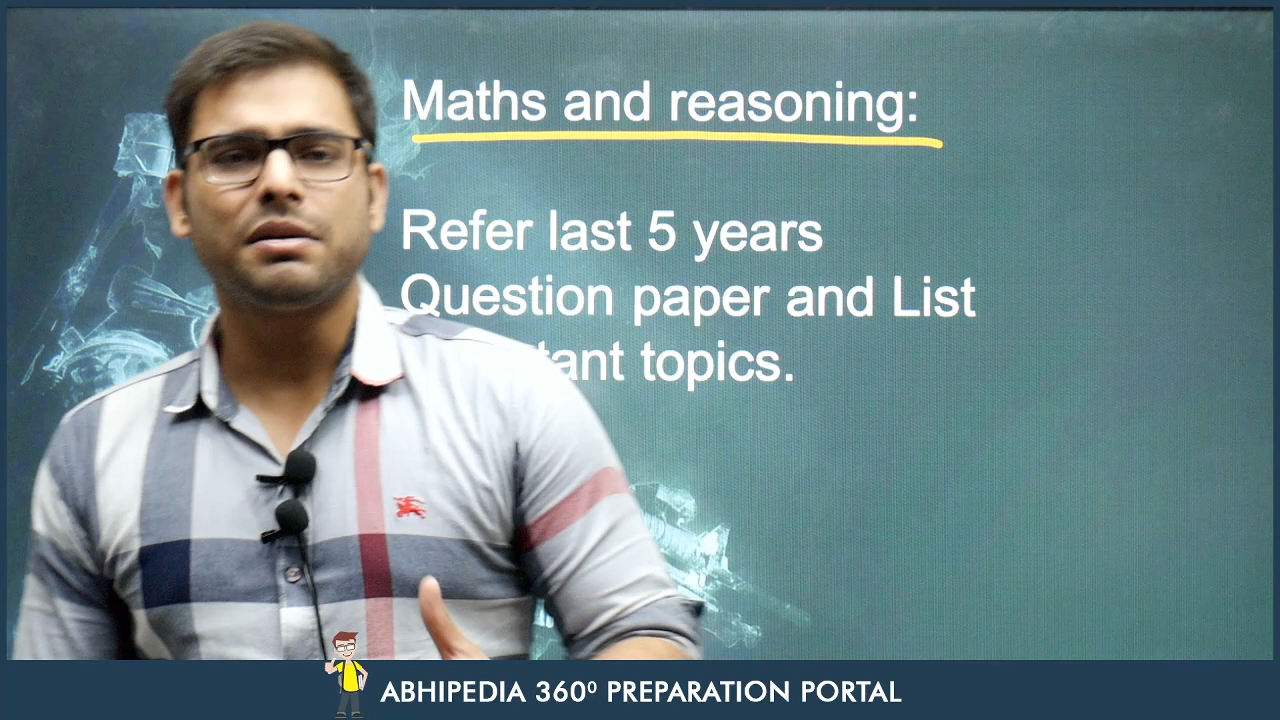 Maths and reasoning:
Refer last 5 years
Question paper and List
tant topics.
ABHIPEDIA 360⁰ PREPARATION PORTAL